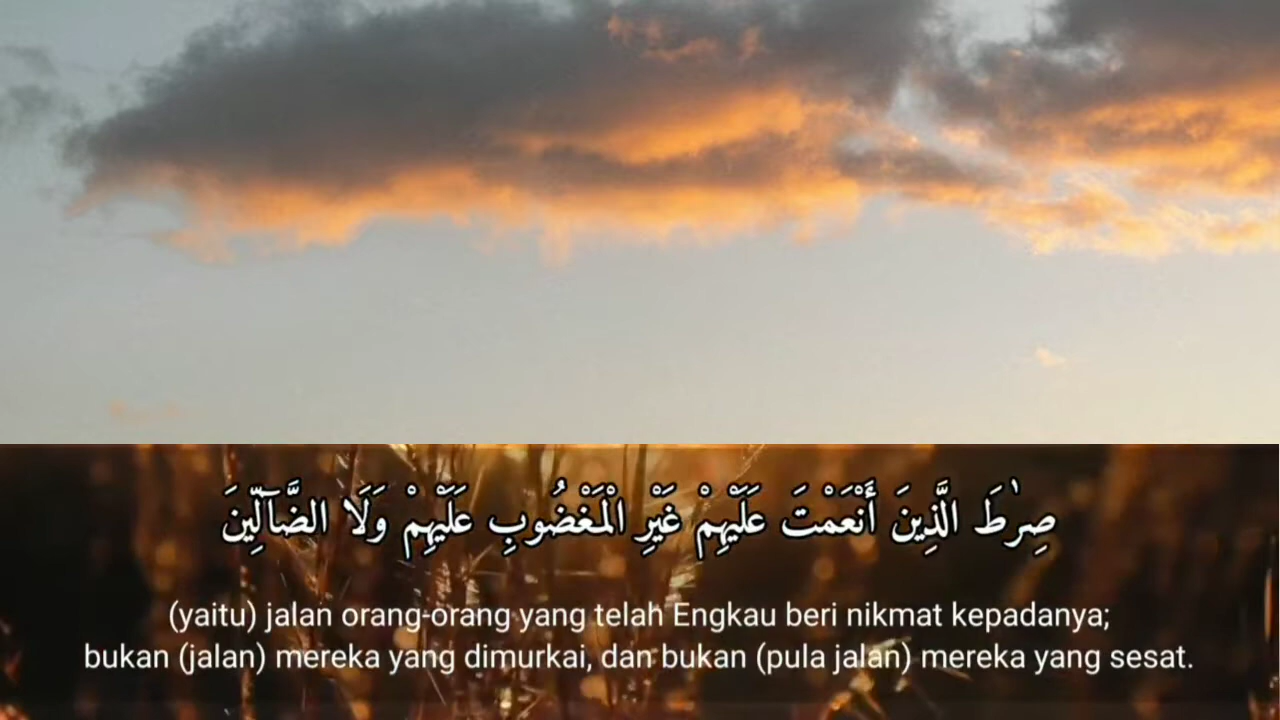 صِرٰطَ الَّذِينَ أَنْعَمْتَ عَلَيْهِمْ غَيْرِ الْمَغْضُوبِ عَلَيْهِمْ وَلَا الضَّآلِّينَ
(yaitu) jalan orang-orang yang telah Engkau beri nikmat kepadanya;
bukan (jalan) mereka yang dimurkai, dan bukan (pula jalan) mereka yang sesat.